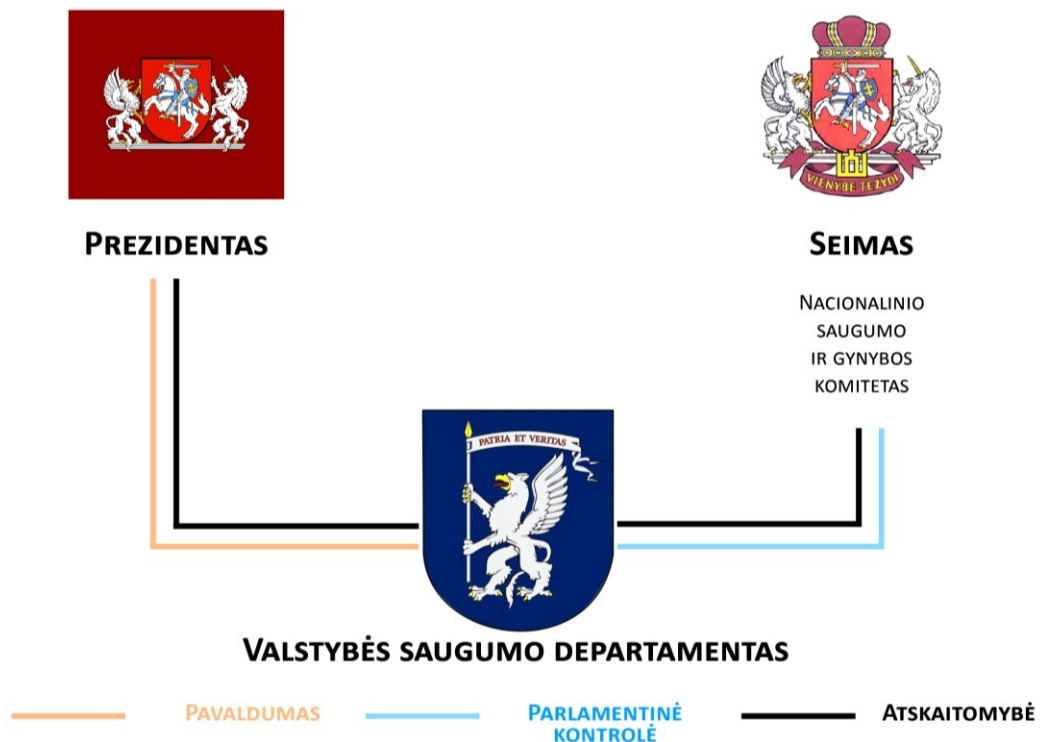 VIENYBĖ TEŽYDI
PREZIDENTAS
SEIMAS
NACIONALINIO
SAUGUMO
IR GYNYBOS
KOMITETAS
PATRIA ET VERITAS
VALSTYBĖS SAUGUMO DEPARTAMENTAS
PAVALDUMAS
PARLAMENTINĖ
KONTROLĖ
ATSKAITOMYBĖ